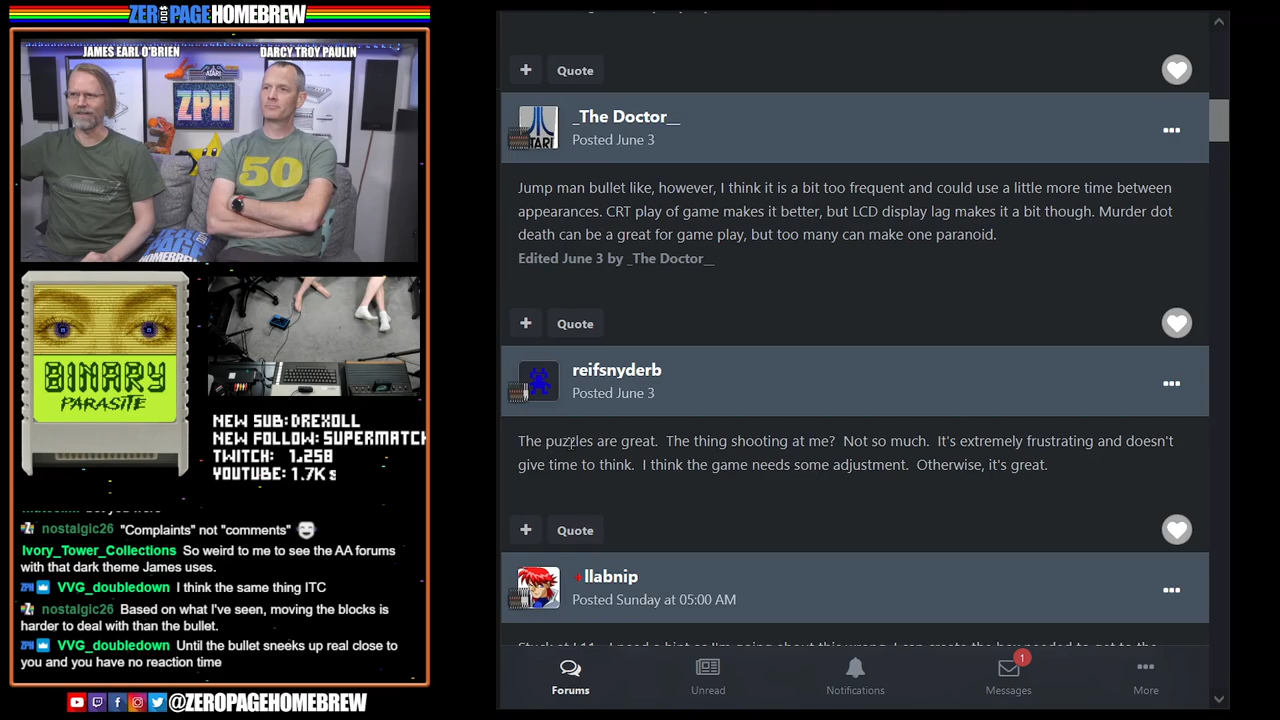 ZERO PAGE HOMEBREW
JAMES EARL O'BRIEN
DARCY TROY PAULIN
ATARI
ZPH
50
BINARY
PARASITE
NEW SUB: DREXOLL
NEW FOLLOW: SUPERMATCH
TWITCH: 1,258
YOUTUBE: 1.7K s
nostalgic26 "Complaints" not "comments"
Ivory_Tower_Collections So weird to me to see the AA forums
with that dark theme James uses.
VVG_doubledown I think the same thing ITC
nostalgic26 Based on what I've seen, moving the blocks is
harder to deal with than the bullet.
VVG_doubledown Until the bullet sneeks up real close to
you and you have no reaction time
@ZEROPAGEHOMEBREW
+ Quote
_The Doctor__
Posted June 3
ATARI
Jump man bullet like, however, I think it is a bit too frequent and could use a little more time between
appearances. CRT play of game makes it better, but LCD display lag makes it a bit though. Murder dot
death can be a great for game play, but too many can make one paranoid.
Edited June 3 by _The Doctor__
+ Quote
reifsnyderb
Posted June 3
The puzzles are great. The thing shooting at me? Not so much. It's extremely frustrating and doesn't
give time to think. I think the game needs some adjustment. Otherwise, it's great.
+ Quote
+llabnip
Posted Sunday at 05:00 AM
Forums
Unread
Notifications
1
Messages
More